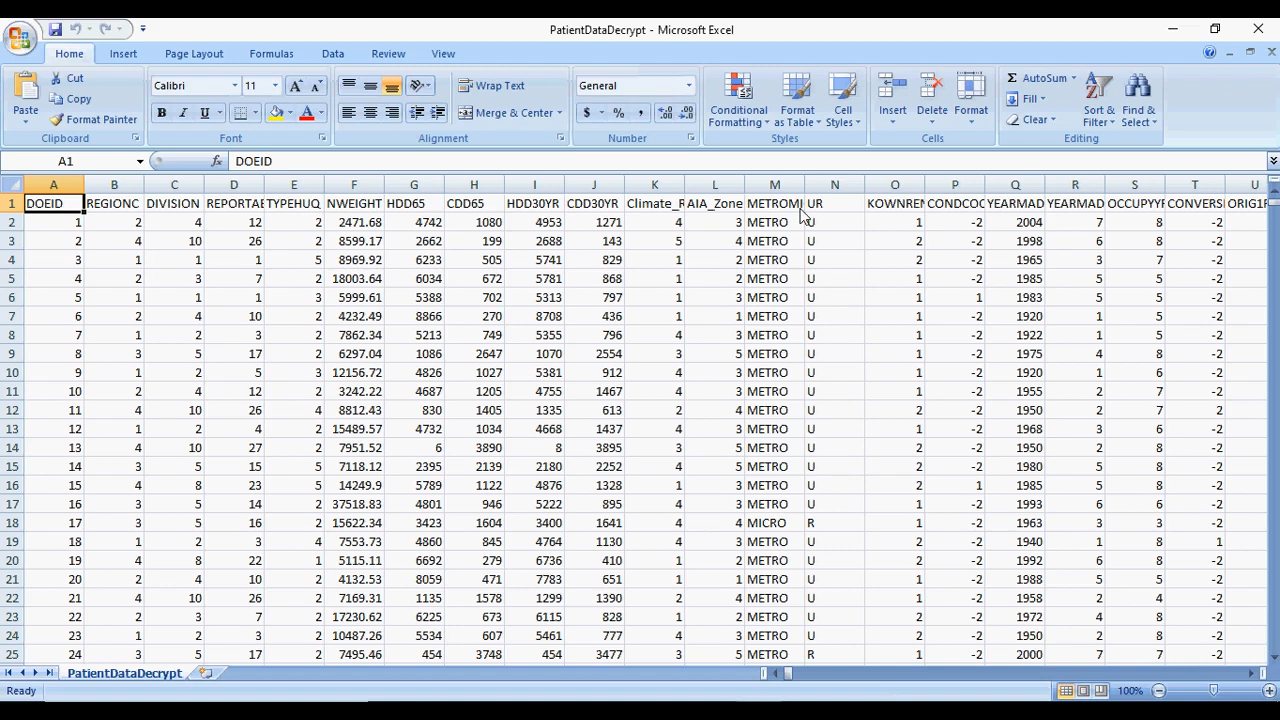 PatientDataDecrypt - Microsoft Excel
Home Insert Page Layout Formulas Data Review View
Paste Cut Copy Format Painter Clipboard
Calibri 11 A A B I U A Font
Wrap Text Merge & Center Alignment
General $ % , .0 .00 .00 .0 Number
Conditional Formatting Format as Table Cell Styles Styles
Insert Delete Format Cells
AutoSum Fill Clear Sort & Filter Find & Select Editing
A1 fx DOEID
A B C D E F G H I J K L M N O P Q R S T U
1 DOEID REGIONC DIVISION REPORTAB TYPEHUQ NWEIGHT HDD65 CDD65 HDD30YR CDD30YR Climate_R AIA_Zone METROMI UR KOWNREN CONDCOO YEARMAD YEARMAD OCCUPYYR CONVERS ORIG1F
2 1 2 4 12 2 2471.68 4742 1080 4953 1271 4 3 METRO U 1 -2 2004 7 8 -2
3 2 4 10 26 2 8599.17 2662 199 2688 143 5 4 METRO U 2 -2 1998 6 8 -2
4 3 1 1 1 5 8969.92 6233 505 5741 829 1 2 METRO U 2 -2 1965 3 7 -2
5 4 2 3 7 2 18003.64 6034 672 5781 868 1 2 METRO U 1 -2 1985 5 5 -2
6 5 1 1 1 3 5999.61 5388 702 5313 797 1 3 METRO U 1 1 1983 5 5 -2
7 6 2 4 10 2 4232.49 8866 270 8708 436 1 1 METRO U 1 -2 1920 1 5 -2
8 7 1 2 3 2 7862.34 5213 749 5355 796 4 3 METRO U 1 -2 1922 1 5 -2
9 8 3 5 17 2 6297.04 1086 2647 1070 2554 3 5 METRO U 2 -2 1975 4 8 -2
10 9 1 2 5 3 12156.72 4826 1027 5381 912 4 3 METRO U 1 -2 1920 1 6 -2
11 10 2 4 12 2 3242.22 4687 1205 4755 1467 4 3 METRO U 1 -2 1955 2 7 -2
12 11 4 10 26 4 8812.43 830 1405 1335 613 2 4 METRO U 2 -2 1950 2 7 2
13 12 1 2 4 2 15489.57 4732 1034 4668 1437 4 3 METRO U 1 -2 1968 3 6 -2
14 13 4 10 27 2 7951.52 6 3890 8 3895 3 5 METRO U 2 -2 1950 2 8 -2
15 14 3 5 15 5 7118.12 2395 2139 2180 2252 4 4 METRO U 2 -2 1980 5 8 -2
16 15 4 8 23 5 14249.9 5789 1122 4876 1328 1 3 METRO U 2 1 1985 5 8 -2
17 16 3 5 14 2 37518.83 4801 946 5222 895 4 3 METRO U 1 -2 1994 6 6 -2
18 17 3 5 16 2 15622.34 3423 1604 3400 1641 4 4 MICRO R 1 -2 1963 3 3 -2
19 18 1 2 3 2 7553.73 4860 845 4764 1130 4 3 METRO U 2 -2 1940 1 8 1
20 19 4 8 22 2 5115.11 6692 279 6736 410 1 2 METRO U 2 -2 1992 6 8 -2
21 20 2 4 10 2 4132.53 8059 471 7783 651 1 1 METRO U 1 -2 1988 5 5 -2
22 21 4 10 26 2 7169.31 1135 1578 1299 1390 2 4 METRO U 1 -2 1958 2 4 -2
23 22 2 3 7 2 17230.62 6225 673 6115 828 1 2 METRO U 1 -2 1972 4 8 -2
24 23 1 2 3 2 10487.26 5534 607 5461 777 4 3 METRO U 2 -2 1950 2 8 -2
25 24 3 5 17 2 7495.46 454 3748 454 3477 3 5 METRO R 1 -2 2000 7 7 -2
PatientDataDecrypt
Ready 100%